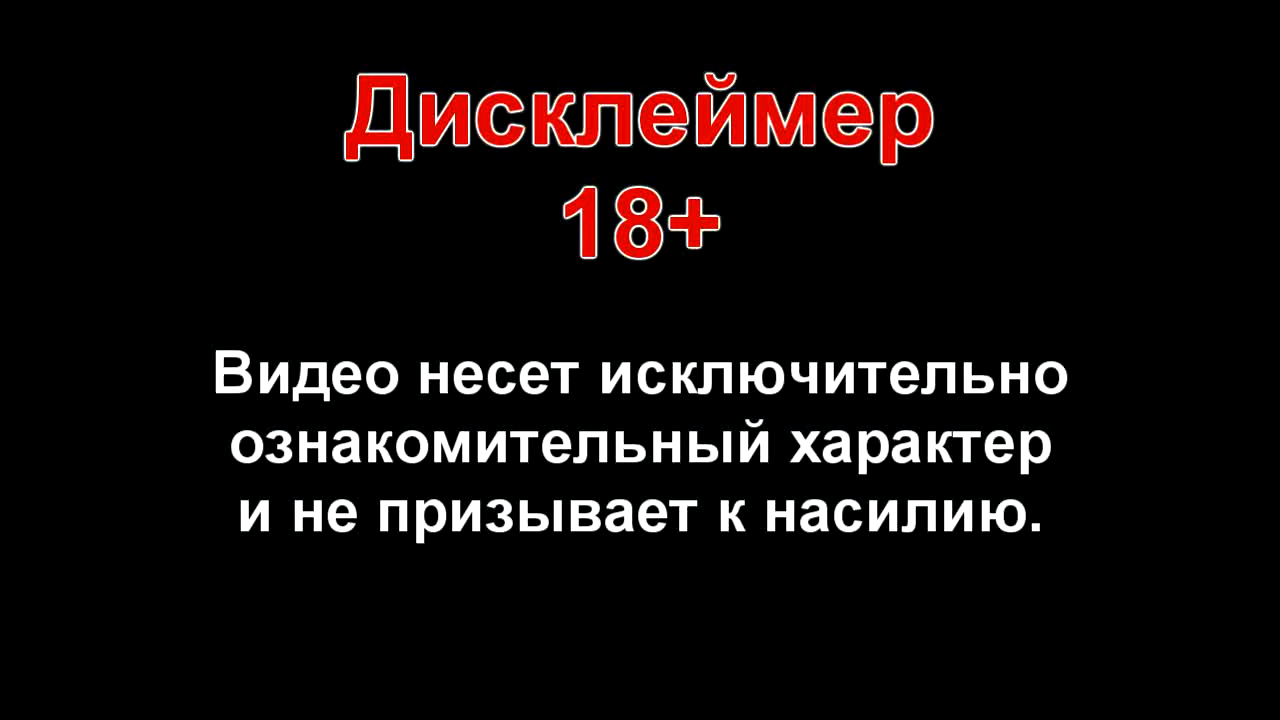 Дисклеймер
18+
Видео несет исключительно
ознакомительный характер
и не призывает к насилию.